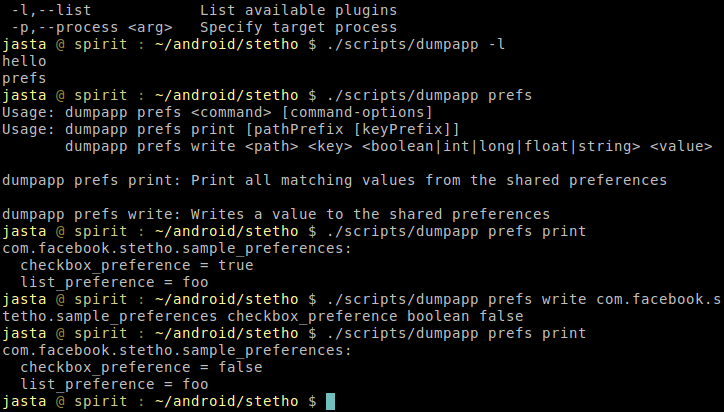 -l,--list             List available plugins
-p,--process <arg>   Specify target process
jasta @ spirit : ~/android/stetho $ ./scripts/dumpapp -l
hello
prefs
jasta @ spirit : ~/android/stetho $ ./scripts/dumpapp prefs
Usage: dumpapp prefs <command> [command-options]
Usage: dumpapp prefs print [pathPrefix [keyPrefix]]
       dumpapp prefs write <path> <key> <boolean|int|long|float|string> <value>
dumpapp prefs print: Print all matching values from the shared preferences
dumpapp prefs write: Writes a value to the shared preferences
jasta @ spirit : ~/android/stetho $ ./scripts/dumpapp prefs print
com.facebook.stetho.sample_preferences:
  checkbox_preference = true
  list_preference = foo
jasta @ spirit : ~/android/stetho $ ./scripts/dumpapp prefs write com.facebook.s
tetho.sample_preferences checkbox_preference boolean false
jasta @ spirit : ~/android/stetho $ ./scripts/dumpapp prefs print
com.facebook.stetho.sample_preferences:
  checkbox_preference = false
  list_preference = foo
jasta @ spirit : ~/android/stetho $